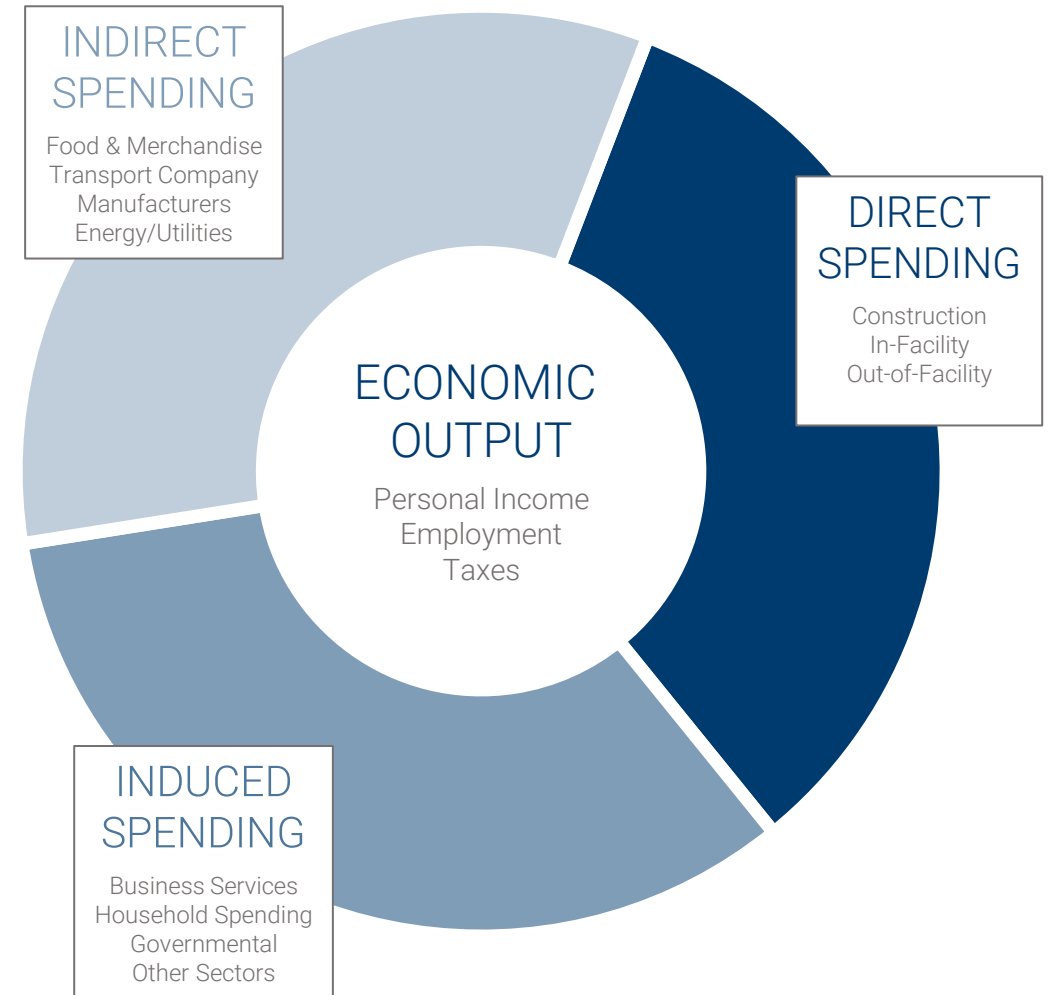 INDIRECT
SPENDING
Food & Merchandise
Transport Company
Manufacturers
Energy/Utilities
DIRECT
SPENDING
Construction
In-Facility
Out-of-Facility
ECONOMIC
OUTPUT
Personal Income
Employment
Taxes
INDUCED
SPENDING
Business Services
Household Spending
Governmental
Other Sectors